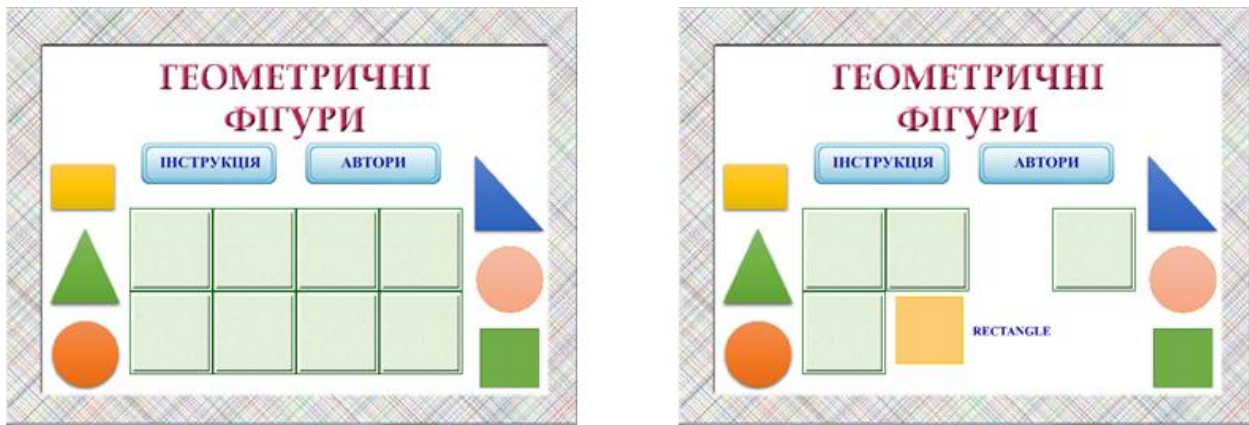 ГЕОМЕТРИЧНІ
ФІГУРИ
ІНСТРУКЦІЯ
АВТОРИ
ГЕОМЕТРИЧНІ
ФІГУРИ
ІНСТРУКЦІЯ
АВТОРИ
RECTANGLE